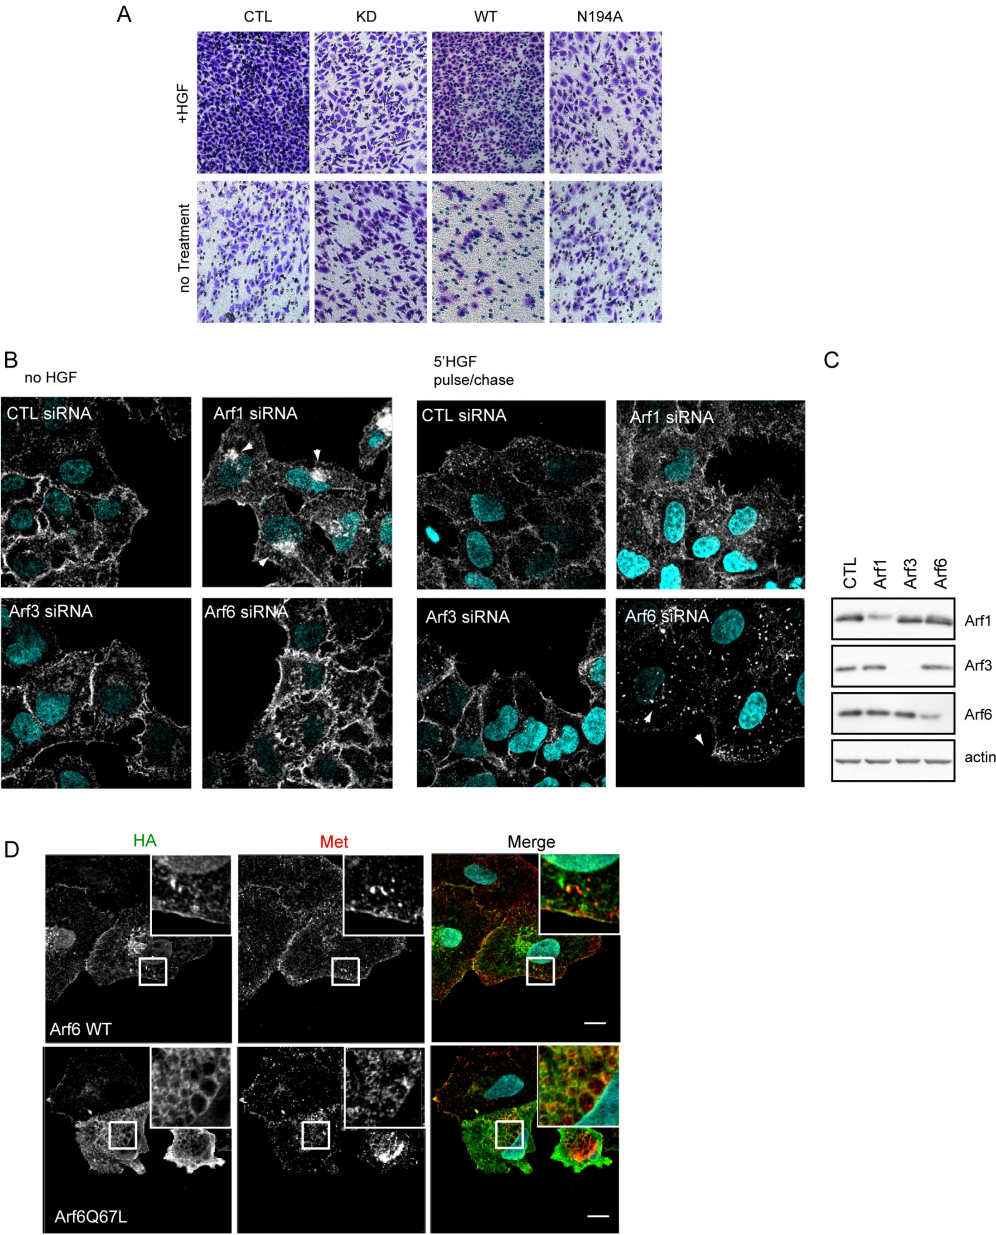 A
CTL KD WT N194A
+HGF
no Treatment
B
no HGF
5'HGF
pulse/chase
C
CTL siRNA Arf1 siRNA CTL siRNA Arf1 siRNA
Arf3 siRNA Arf6 siRNA Arf3 siRNA Arf6 siRNA
CTL Arf1 Arf3 Arf6
Arf1
Arf3
Arf6
actin
D
HA Met Merge
Arf6 WT
Arf6Q67L